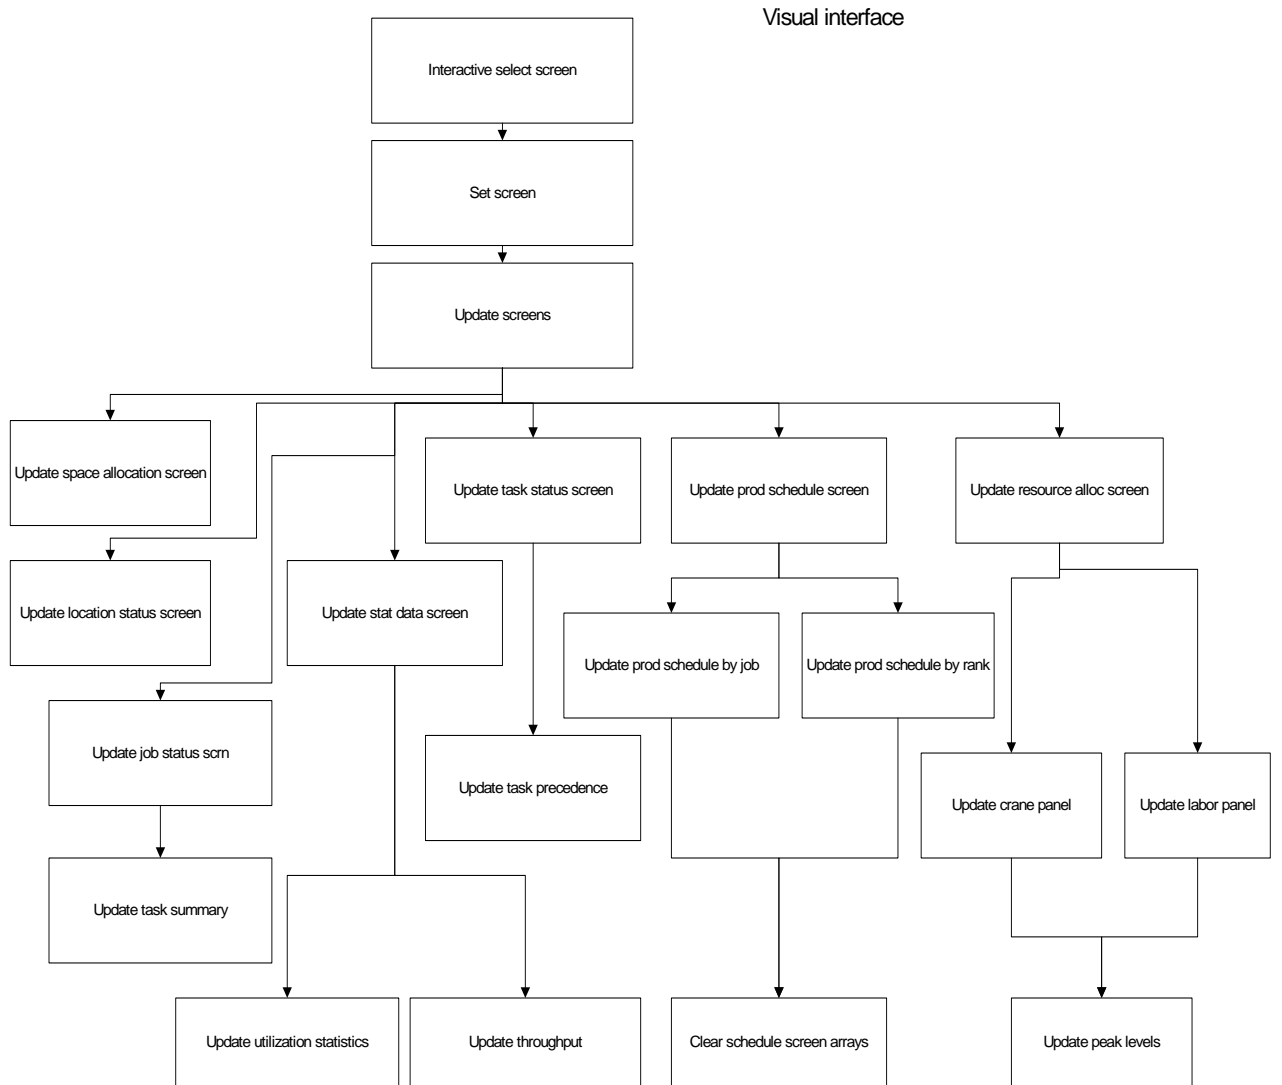 Visual interface
Interactive select screen
Set screen
Update screens
Update space allocation screen
Update task status screen
Update prod schedule screen
Update resource alloc screen
Update location status screen
Update stat data screen
Update prod schedule by job
Update prod schedule by rank
Update job status scrn
Update task precedence
Update crane panel
Update labor panel
Update task summary
Update utilization statistics
Update throughput
Clear schedule screen arrays
Update peak levels